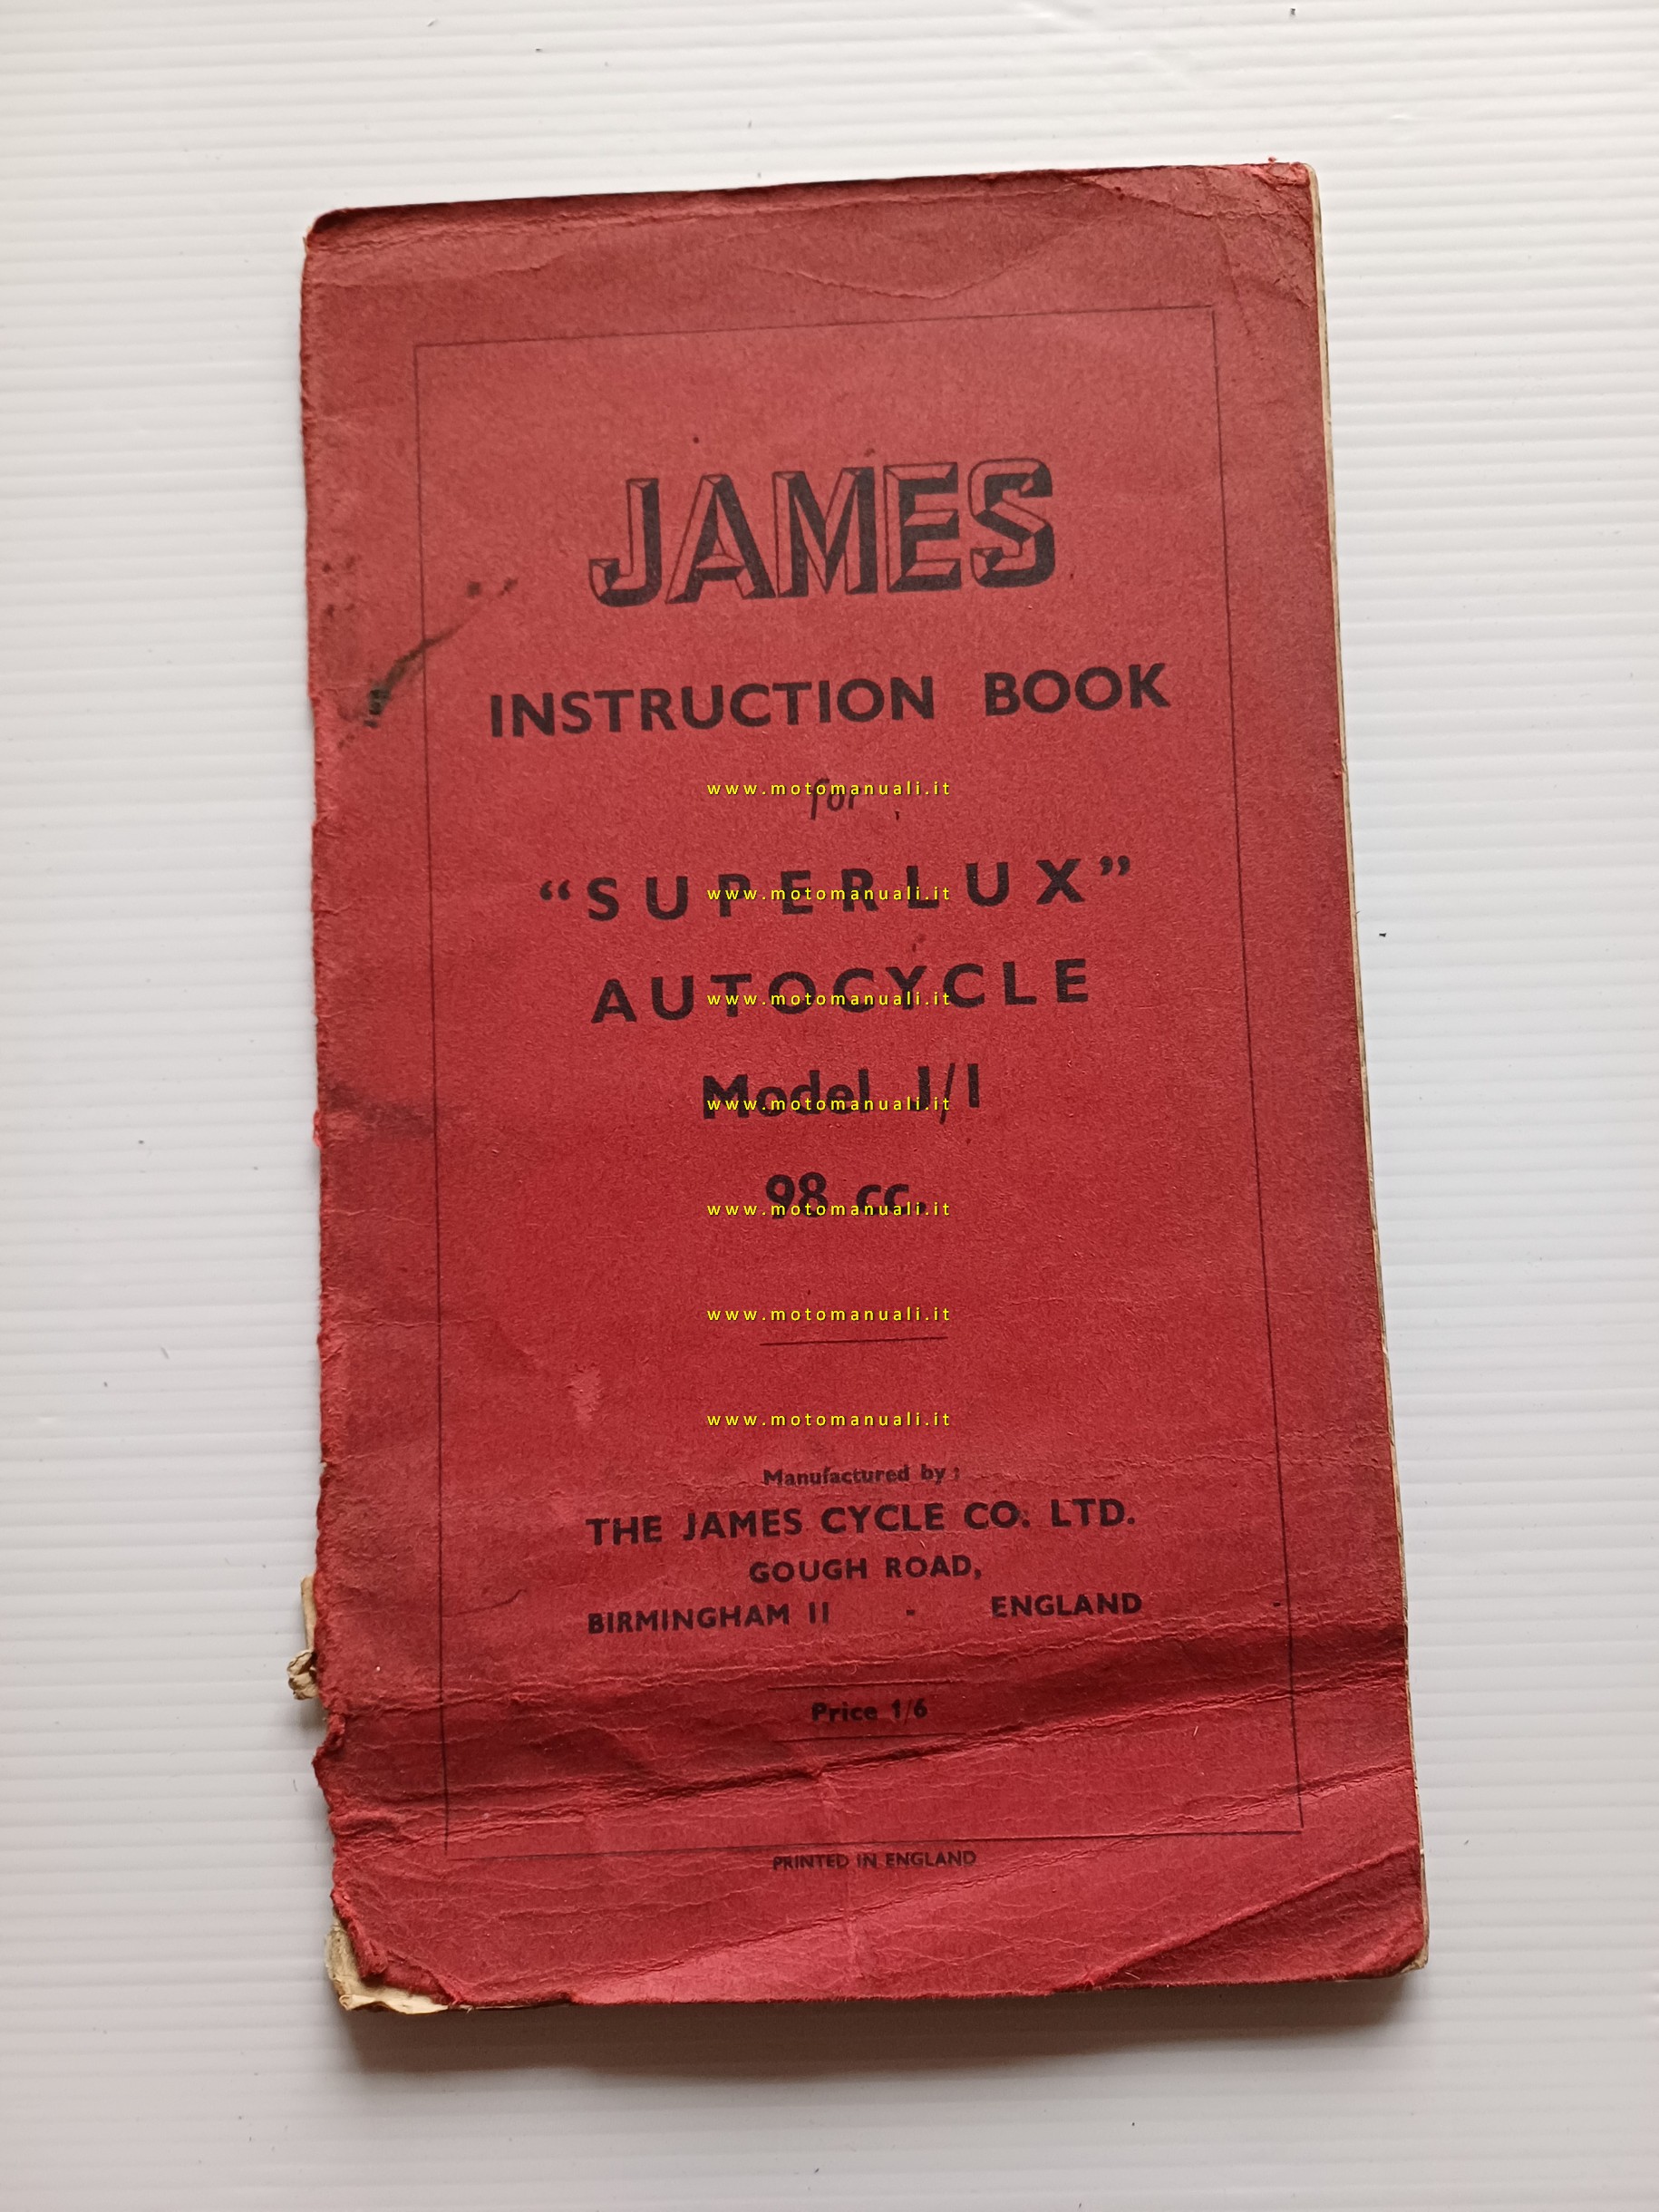 JAMES
INSTRUCTION BOOK
for
www.motomanuali.it
“SUPERLUX”
www.motomanuali.it
AUTOCYCLE
www.motomanuali.it
Model J/1
www.motomanuali.it
98 cc.
www.motomanuali.it
www.motomanuali.it
www.motomanuali.it
Manufactured by :
THE JAMES CYCLE CO. LTD.
GOUGH ROAD,
BIRMINGHAM 11 - ENGLAND
Price 1/6
PRINTED IN ENGLAND